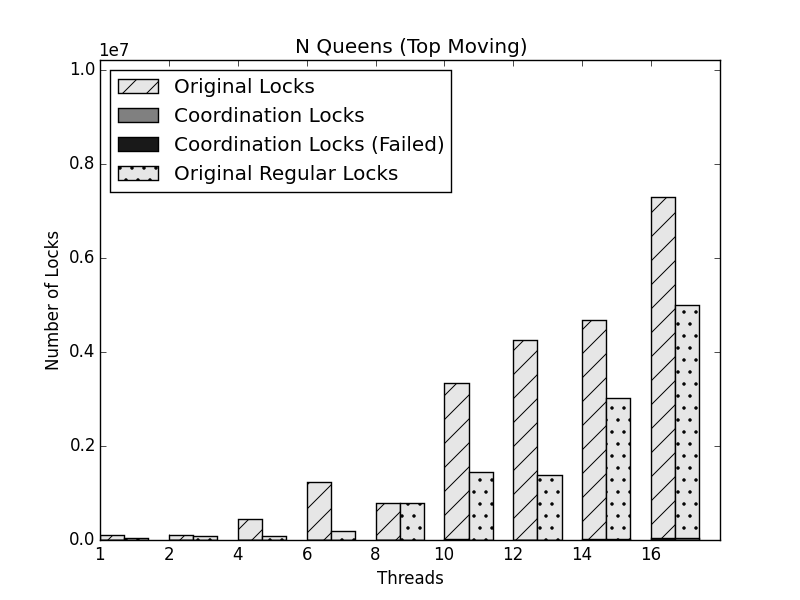 N Queens (Top Moving)
1e7
Original Locks
Coordination Locks
Coordination Locks (Failed)
Original Regular Locks
1.0
0.8
0.6
0.4
0.2
0.0
Number of Locks
1 2 4 6 8 10 12 14 16
Threads